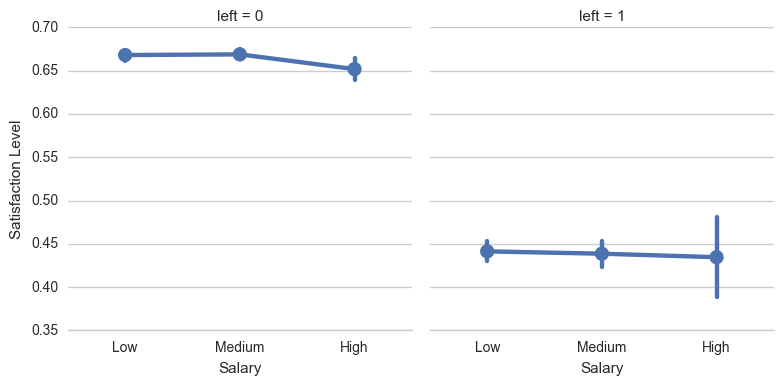 left = 0
left = 1
Satisfaction Level
0.70
0.65
0.60
0.55
0.50
0.45
0.40
0.35
Low Medium High
Salary
Low Medium High
Salary